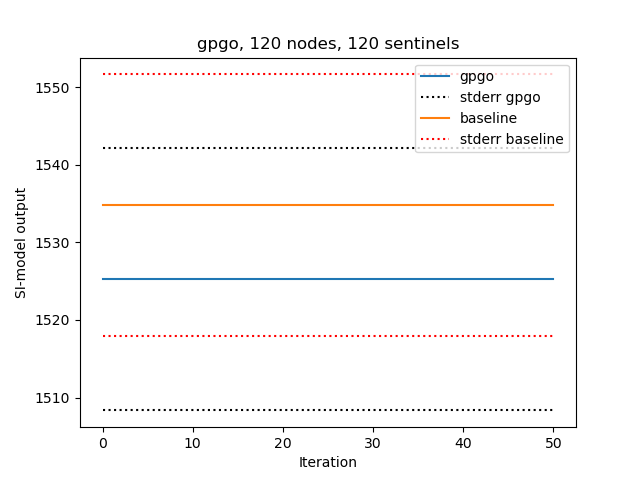 gpgo, 120 nodes, 120 sentinels
gpgo
stderr gpgo
baseline
stderr baseline
1550
1540
1530
1520
1510
SI-model output
0 10 20 30 40 50
Iteration